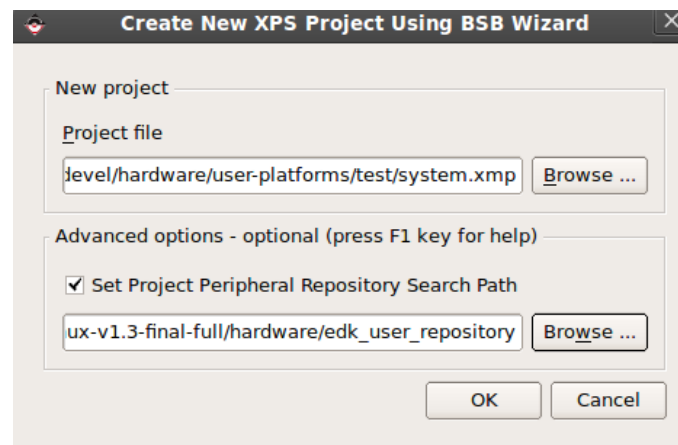 Create New XPS Project Using BSB Wizard
New project
Project file
devel/hardware/user-platforms/test/system.xmp Browse ...
Advanced options - optional (press F1 key for help)
Set Project Peripheral Repository Search Path
ux-v1.3-final-full/hardware/edk_user_repository Browse ...
OK Cancel